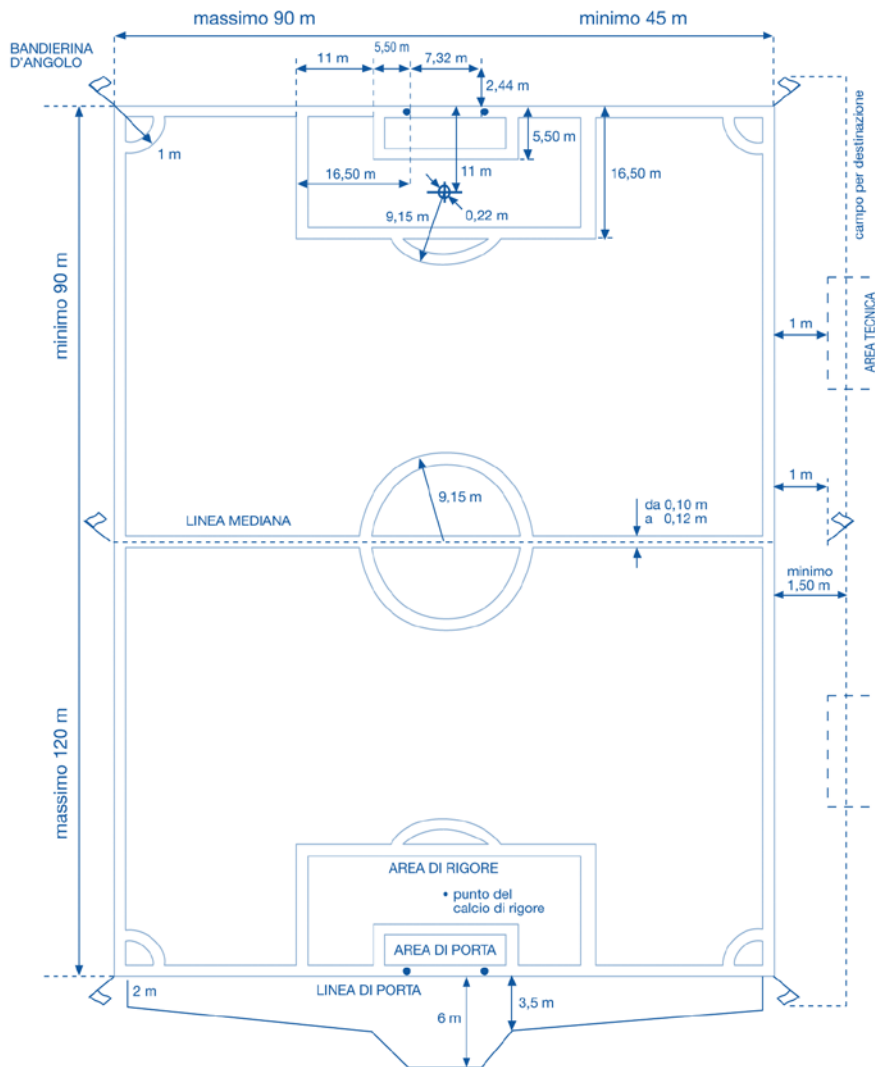 massimo 90 m
minimo 45 m
BANDIERINA
D'ANGOLO
11 m
5,50 m
7,32 m
2,44 m
1 m
5,50 m
11 m
16,50 m
16,50 m
9,15 m
0,22 m
campo per destinazione
minimo 90 m
1 m
AREA TECNICA
9,15 m
1 m
LINEA MEDIANA
da 0,10 m
a 0,12 m
minimo
1,50 m
massimo 120 m
AREA DI RIGORE
punto del
calcio di rigore
AREA DI PORTA
2 m
LINEA DI PORTA
6 m
3,5 m